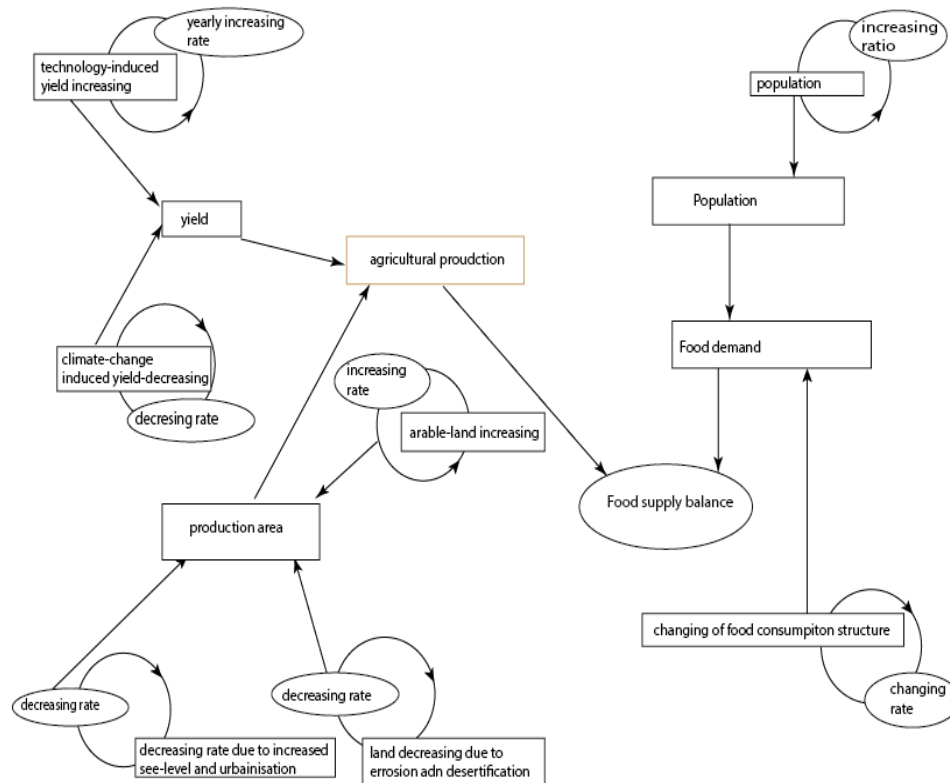 yearly increasing
rate
technology-induced
yield increasing
increasing
ratio
population
Population
yield
agricultural proudction
Food demand
climate-change
induced yield-decreasing
decresing rate
increasing
rate
arable-land increasing
Food supply balance
production area
changing of food consumpiton structure
changing
rate
decreasing rate
decreasing rate
decreasing rate due to increased
see-level and urbainisation
land decreasing due to
errosion adn desertification